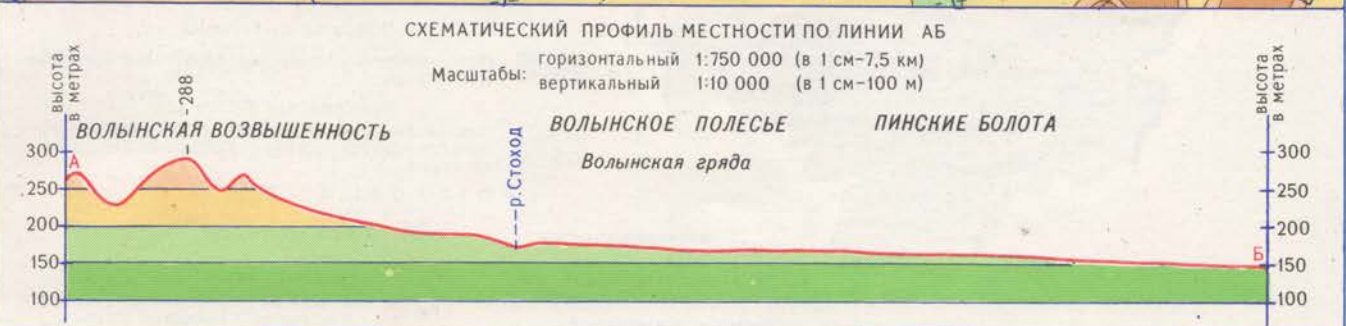 СХЕМАТИЧЕСКИЙ ПРОФИЛЬ МЕСТНОСТИ ПО ЛИНИИ АБ
Масштабы:
горизонтальный 1:750 000 (в 1 см–7,5 км)
вертикальный 1:10 000 (в 1 см–100 м)
высота
в метрах
288
высота
в метрах
ВОЛЫНСКАЯ ВОЗВЫШЕННОСТЬ
р. Стоход
ВОЛЫНСКОЕ ПОЛЕСЬЕ
ПИНСКИЕ БОЛОТА
Волынская гряда
300
250
200
150
100
А
Б
300
250
200
150
100